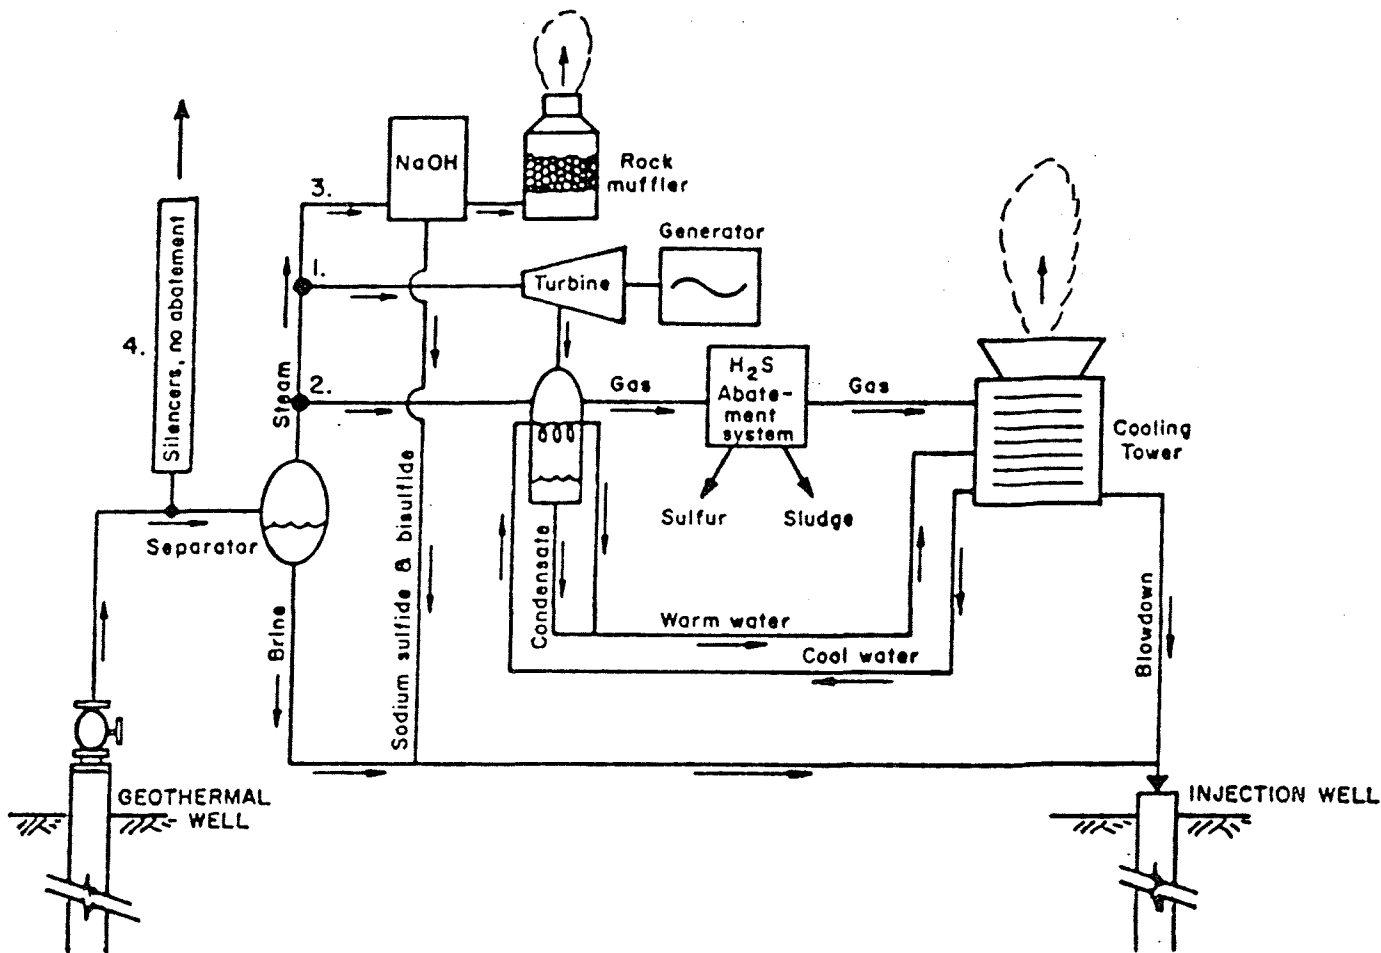 NaOH
Rock
muffler
3.
Generator
1.
Turbine
Silencers, no abatement
4.
Steam
2.
Gas
H2S
Abate-
ment
system
Gas
Cooling
Tower
Sulfur
Sludge
Separator
Sodium sulfide & bisulfide
Condensate
Brine
Warm water
Cool water
Blowdown
GEOTHERMAL
WELL
INJECTION WELL